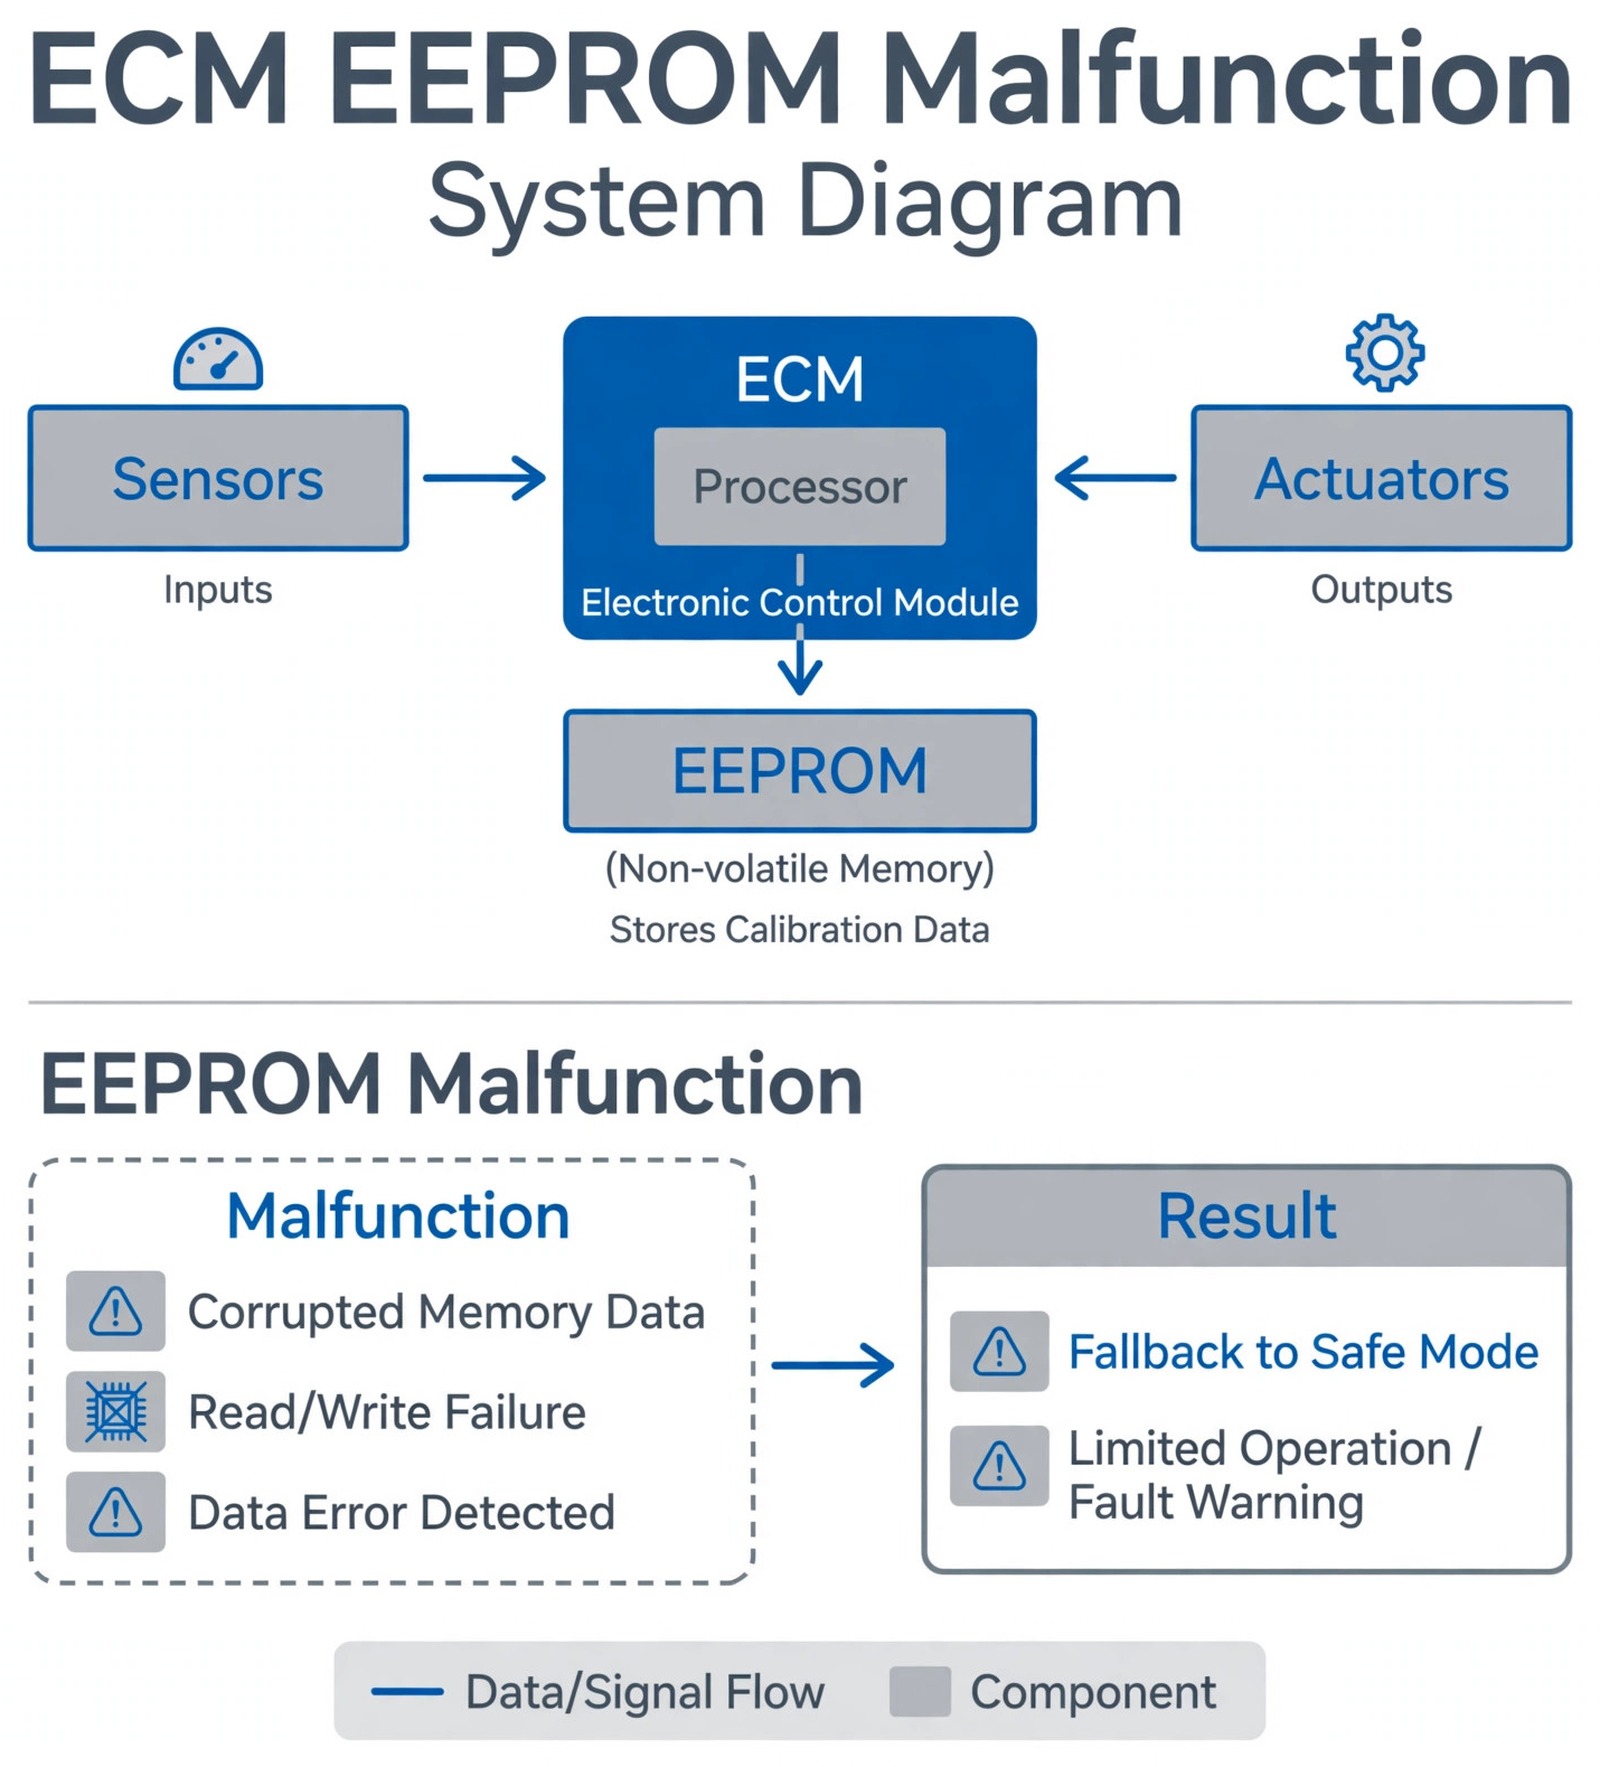 ECM EEPROM Malfunction
System Diagram
Sensors
Inputs
ECM
Processor
Electronic Control Module
Actuators
Outputs
EEPROM
(Non-volatile Memory)
Stores Calibration Data
EEPROM Malfunction
Malfunction
Corrupted Memory Data
Read/Write Failure
Data Error Detected
Result
Fallback to Safe Mode
Limited Operation /
Fault Warning
Data/Signal Flow
Component